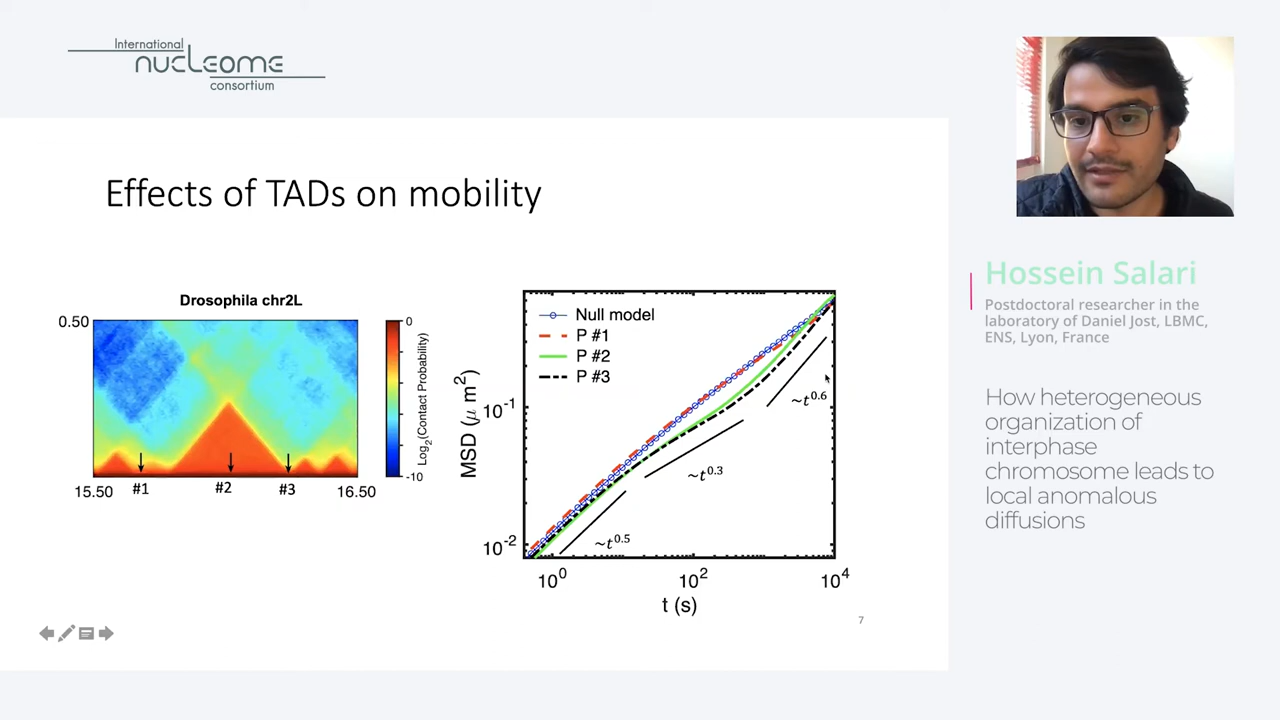 International
nucleome
consortium
Effects of TADs on mobility
Drosophila chr2L
0.50
15.50
#1
#2
#3
16.50
0
-10
Log2(Contact Probability)
Null model
P #1
P #2
P #3
MSD (μ m²)
10⁻¹
10⁻²
~t^0.5
~t^0.3
~t^0.6
10⁰
10²
10⁴
t (s)
7
Hossein Salari
Postdoctoral researcher in the
laboratory of Daniel Jost, LBMC,
ENS, Lyon, France
How heterogeneous
organization of
interphase
chromosome leads to
local anomalous
diffusions